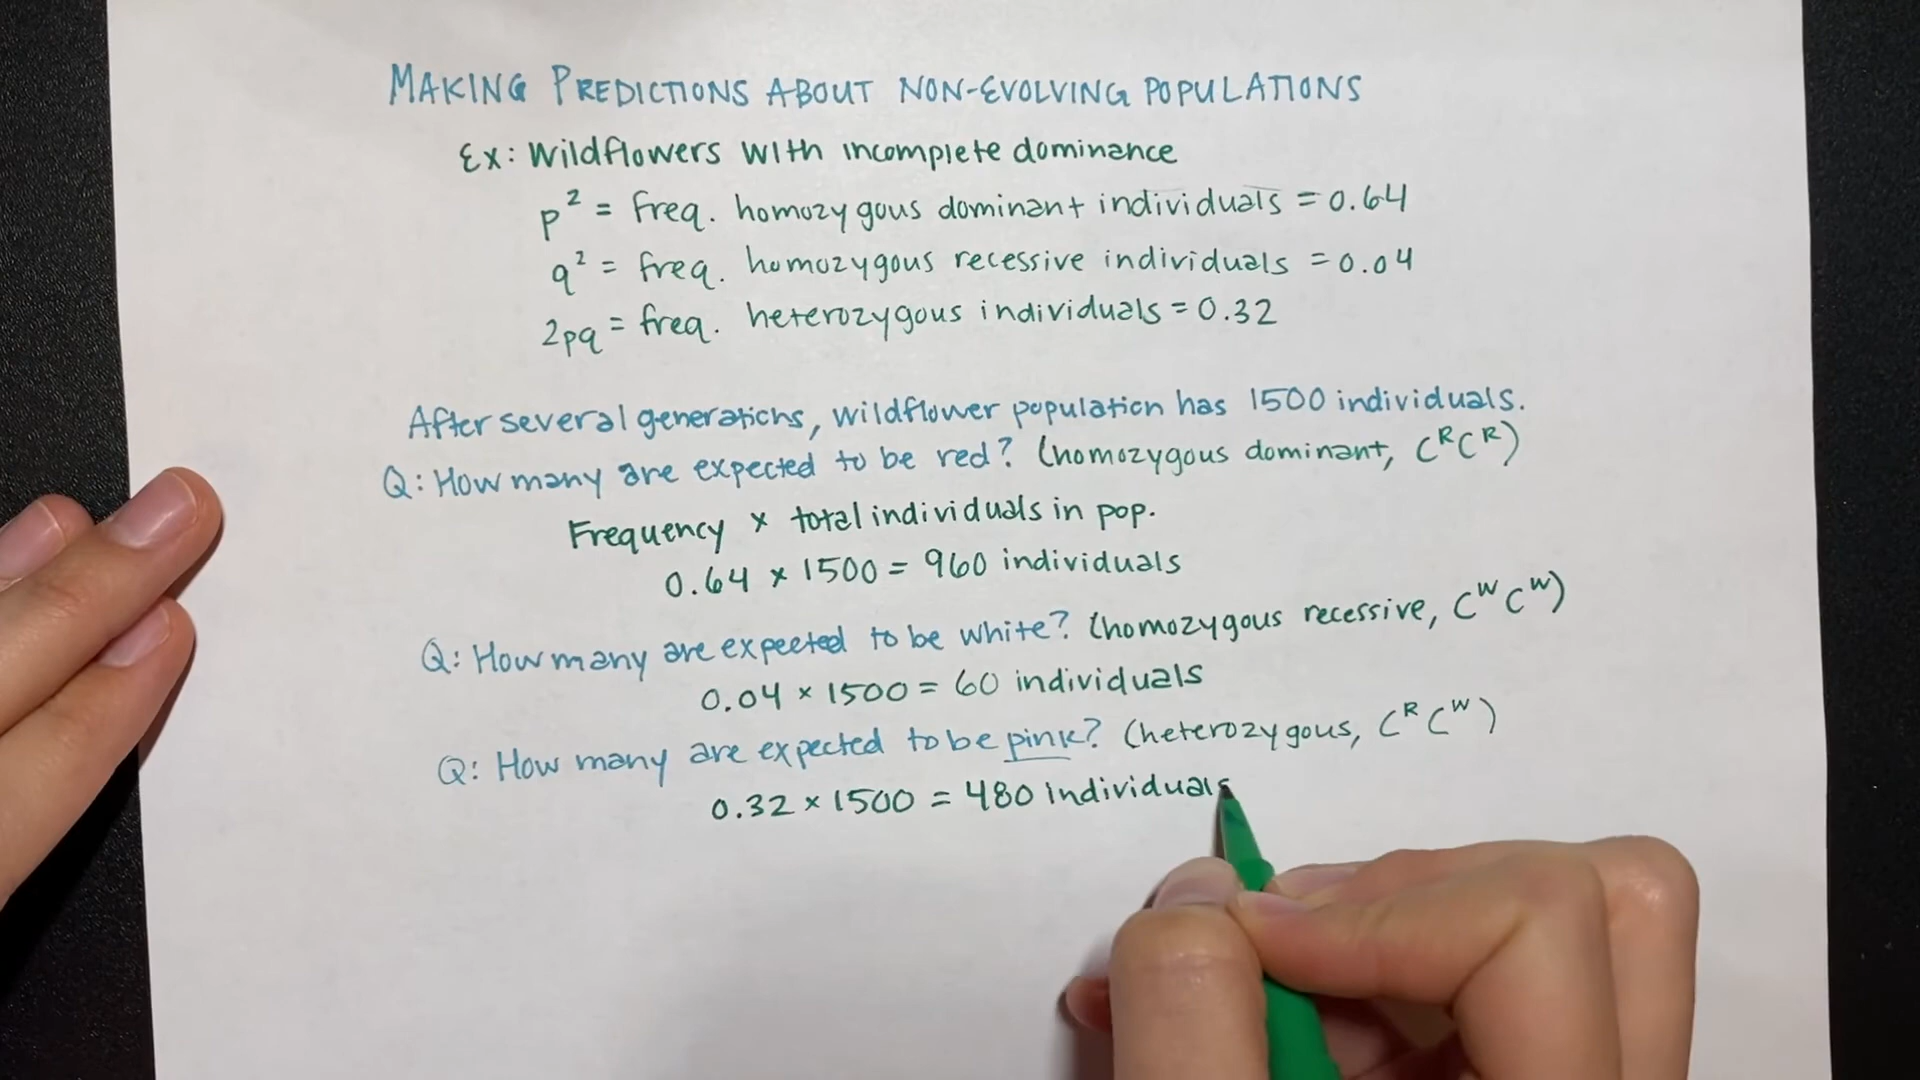 MAKING PREDICTIONS ABOUT NON-EVOLVING POPULATIONS
Ex: Wildflowers with incomplete dominance
p² = freq. homozygous dominant individuals = 0.64
q² = freq. homozygous recessive individuals = 0.04
2pq = freq. heterozygous individuals = 0.32
After several generations, wildflower population has 1500 individuals.
Q: How many are expected to be red? (homozygous dominant, CᴿCᴿ)
Frequency × total individuals in pop.
0.64 × 1500 = 960 individuals
Q: How many are expected to be white? (homozygous recessive, CᵂCᵂ)
0.04 × 1500 = 60 individuals
Q: How many are expected to be pink? (heterozygous, CᴿCᵂ)
0.32 × 1500 = 480 individuals